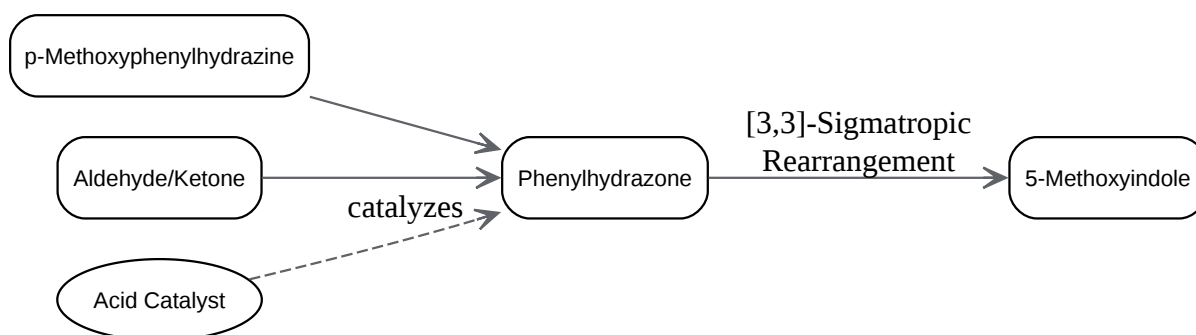 p-Methoxyphenylhydrazine
Aldehyde/Ketone
catalyzes
Acid Catalyst
Phenylhydrazone
[3,3]-Sigmatropic
Rearrangement
5-Methoxyindole